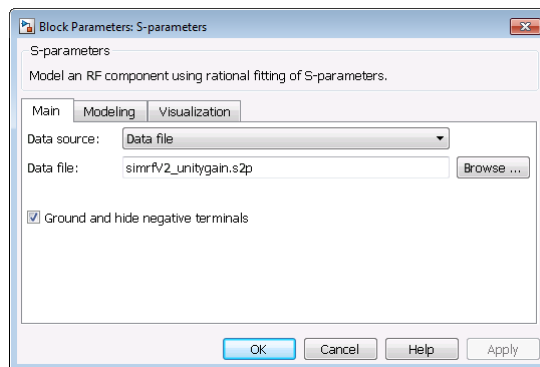 Block Parameters: S-parameters
S-parameters
Model an RF component using rational fitting of S-parameters.
Main Modeling Visualization
Data source: Data file
Data file: simrfV2_unitygain.s2p Browse ...
Ground and hide negative terminals
OK Cancel Help Apply